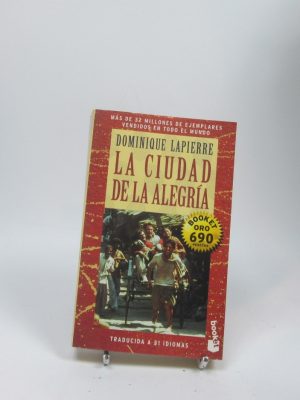 MÁS DE 32 MILLONES DE EJEMPLARES
VENDIDOS EN TODO EL MUNDO
DOMINIQUE LAPIERRE
LA CIUDAD
DE LA ALEGRÍA
BOOKET
ORO
690
PESETAS
TRADUCIDA A 31 IDIOMAS
booket